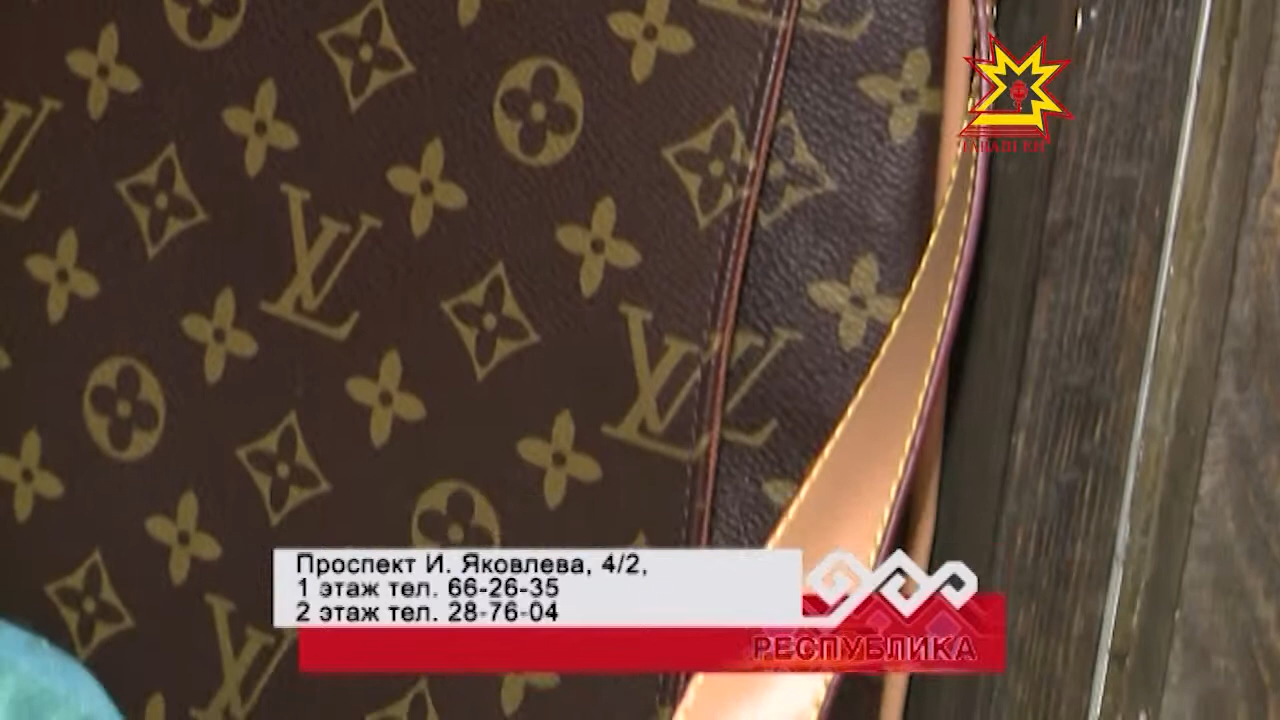 Проспект И. Яковлева, 4/2,
1 этаж тел. 66-26-35
2 этаж тел. 28-76-04
РЕСПУБЛИКА